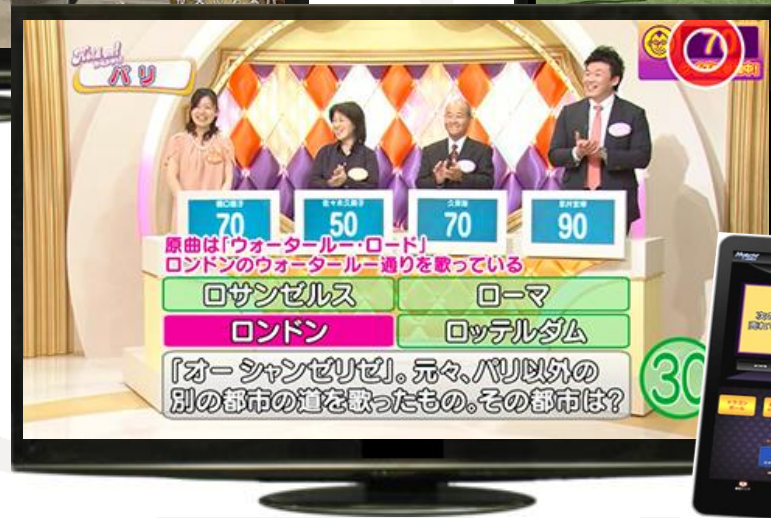 パリ
7
70
50
70
90
原曲は「ウォータールー・ロード」
ロンドンのウォータールー通りを歌っている
ロサンゼルス
ローマ
ロンドン
ロッテルダム
「オー シャンゼリゼ」。元々、パリ以外の
別の都市の道を歌ったもの。その都市は?
30